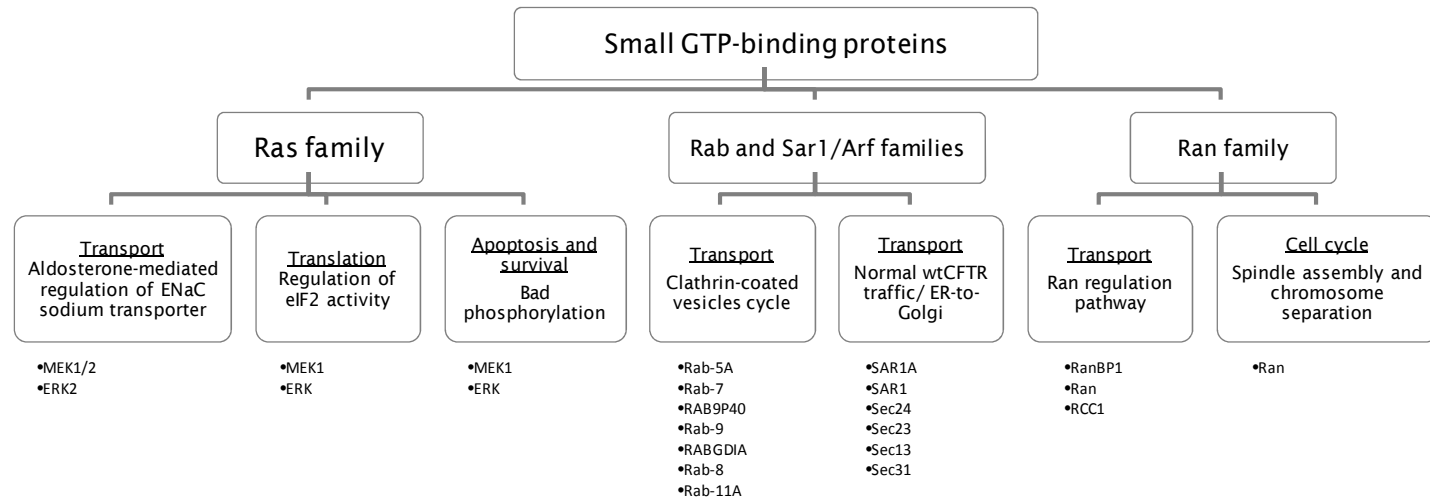 Small GTP-binding proteins
Ras family
Rab and Sar1/Arf families
Ran family
Transport
Aldosterone-mediated
regulation of ENaC
sodium transporter
Translation
Regulation of
eIF2 activity
Apoptosis and
survival
Bad
phosphorylation
Transport
Clathrin-coated
vesicles cycle
Transport
Normal wtCFTR
traffic/ ER-to-
Golgi
Transport
Ran regulation
pathway
Cell cycle
Spindle assembly and
chromosome
separation
•MEK1/2
•ERK2
•MEK1
•ERK
•MEK1
•ERK
•Rab-5A
•Rab-7
•RAB9P40
•Rab-9
•RABGDIA
•Rab-8
•Rab-11A
•SAR1A
•SAR1
•Sec24
•Sec23
•Sec13
•Sec31
•RanBP1
•Ran
•RCC1
•Ran